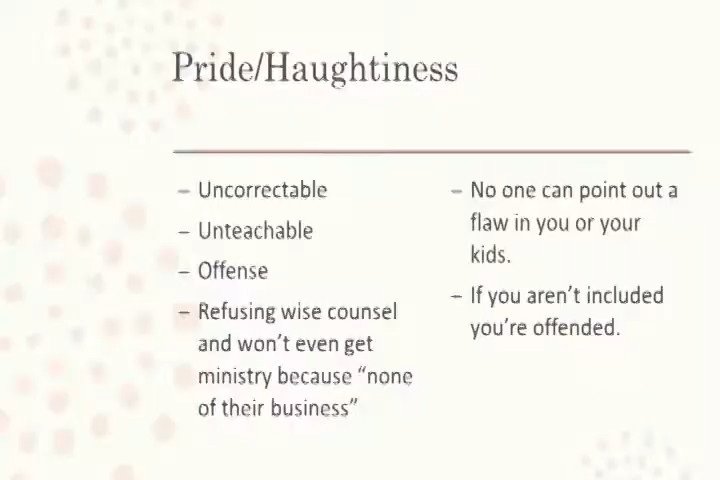 Pride/Haughtiness
– Uncorrectable
– Unteachable
– Offense
– Refusing wise counsel
and won’t even get
ministry because “none
of their business”
– No one can point out a
flaw in you or your
kids.
– If you aren’t included
you’re offended.